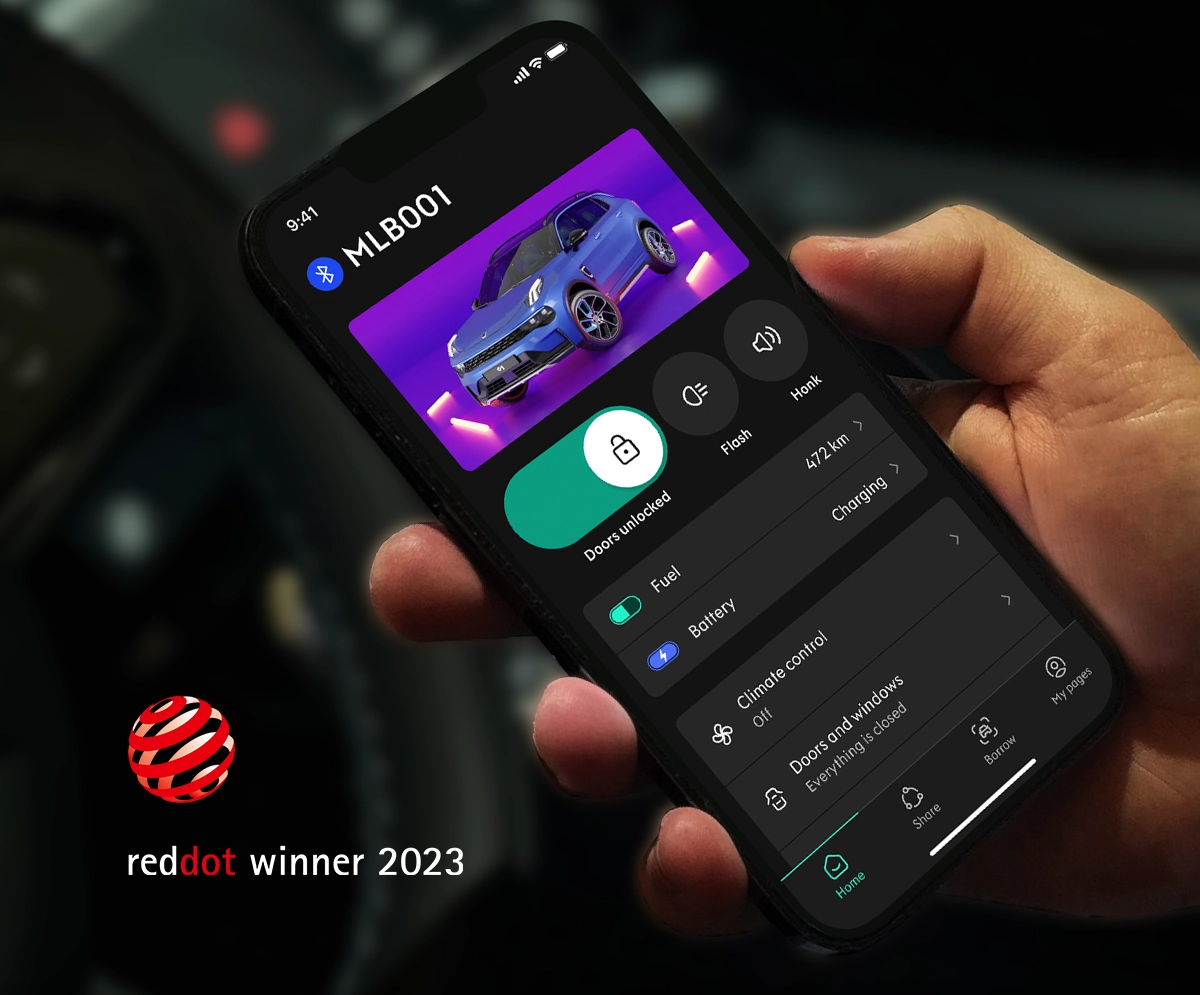 9:41
MLB001
01
Doors unlocked
Flash
Honk
Fuel 472 km
Battery Charging
Climate control
Off
Doors and windows
Everything is closed
Home
Share
Borrow
My pages
reddot winner 2023